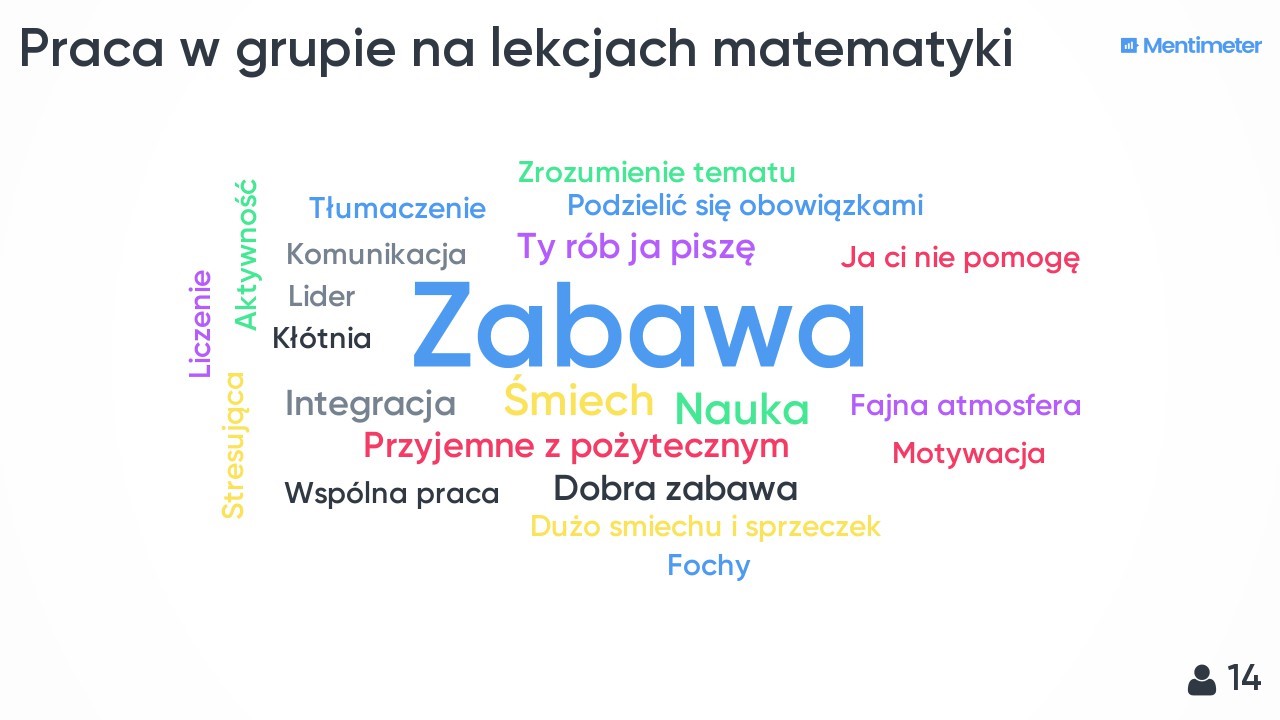 Praca w grupie na lekcjach matematyki
Mentimeter
Zrozumienie tematu
Aktywność
Tłumaczenie
Podzielić się obowiązkami
Komunikacja
Ty rób ja piszę
Ja ci nie pomogę
Liczenie
Lider
Zabawa
Kłótnia
Stresująca
Integracja
Śmiech
Nauka
Fajna atmosfera
Przyjemne z pożytecznym
Motywacja
Wspólna praca
Dobra zabawa
Dużo smiechu i sprzeczek
Fochy
14